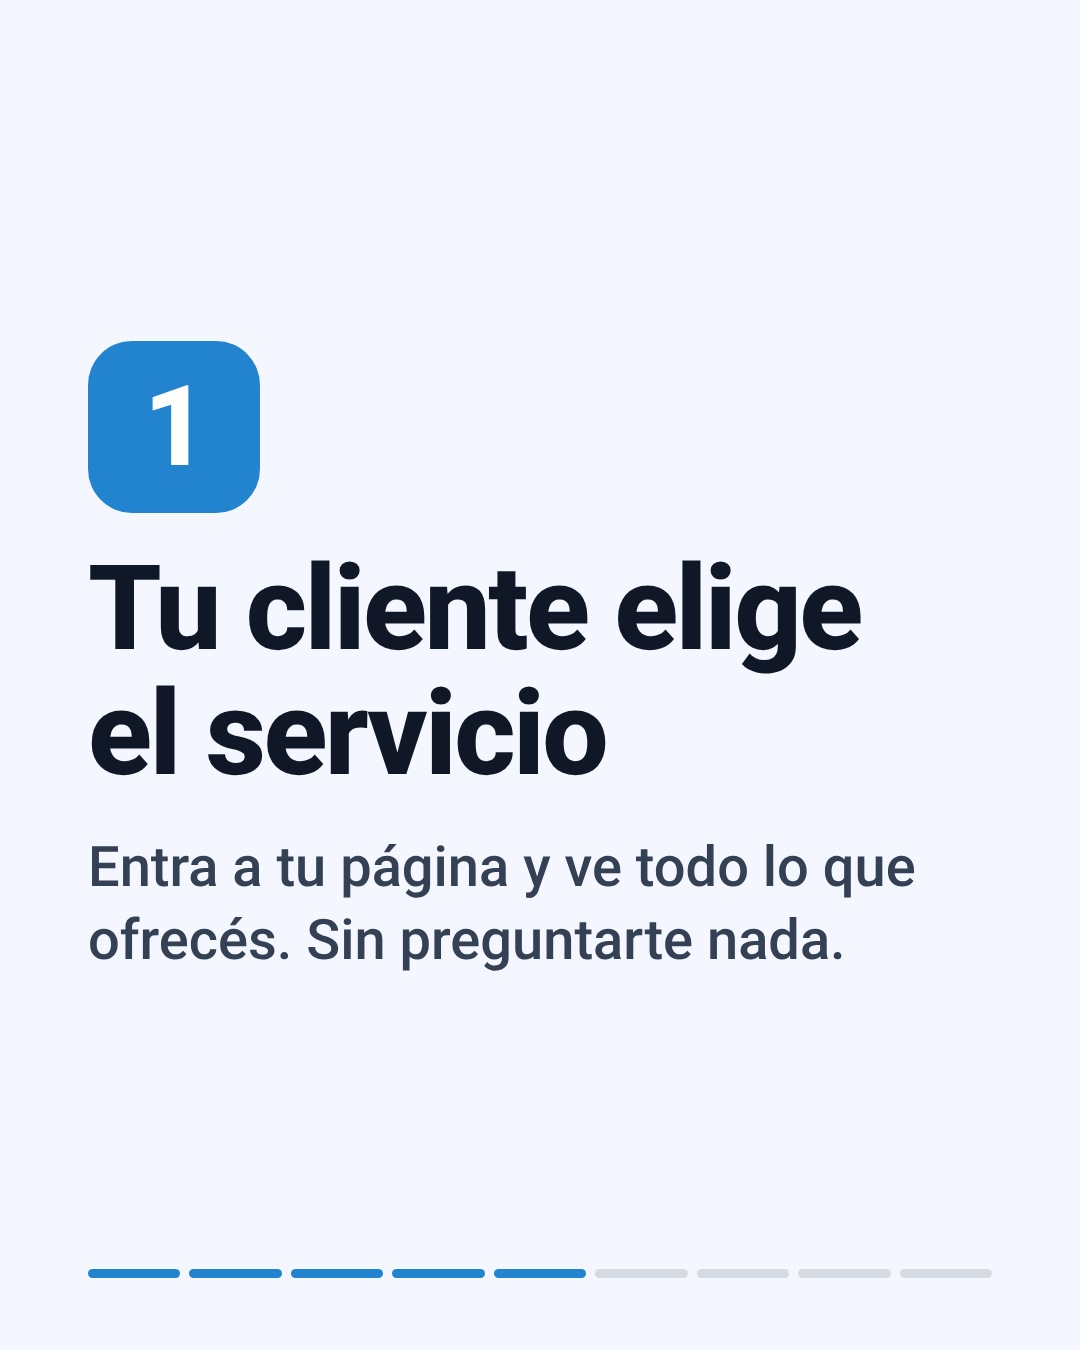 1
Tu cliente elige
el servicio
Entra a tu página y ve todo lo que
ofrecés. Sin preguntarte nada.